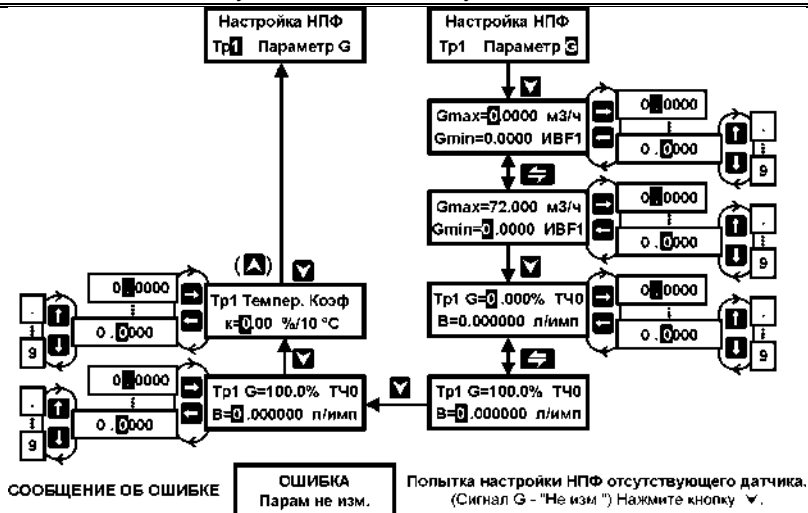 Настройка НПФ
Тр1 Параметр G
Настройка НПФ
Тр1 Параметр G
Gmax=0.0000 м3/ч
Gmin=0.0000 ИВF1
0.0000
0.0000
.
9
Gmax=72.000 м3/ч
Gmin=0.0000 ИВF1
0.0000
0.0000
.
9
Тр1 G=0.000% ТЧ0
В=0.000000 л/имп
0.0000
0.0000
.
9
Тр1 G=100.0% ТЧ0
В=0.000000 л/имп
Тр1 G=100.0% ТЧ0
В=0.000000 л/имп
0.0000
0.0000
.
9
Тр1 Темпер. Коэф
к=0.00 %/10 °С
0.0000
0.0000
.
9
СООБЩЕНИЕ ОБ ОШИБКЕ
ОШИБКА
Парам не изм.
Попытка настройки НПФ отсутствующего датчика.
(Сигнал G - "Не изм ") Нажмите кнопку